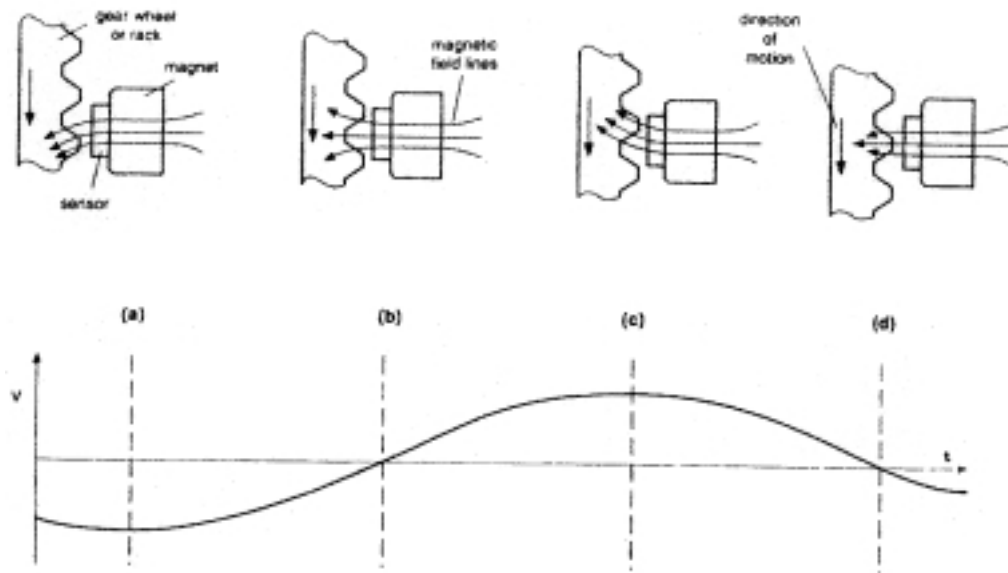 gear wheel
or rack
magnet
sensor
magnetic
field lines
direction
of
motion
(a)
(b)
(c)
(d)
V
t